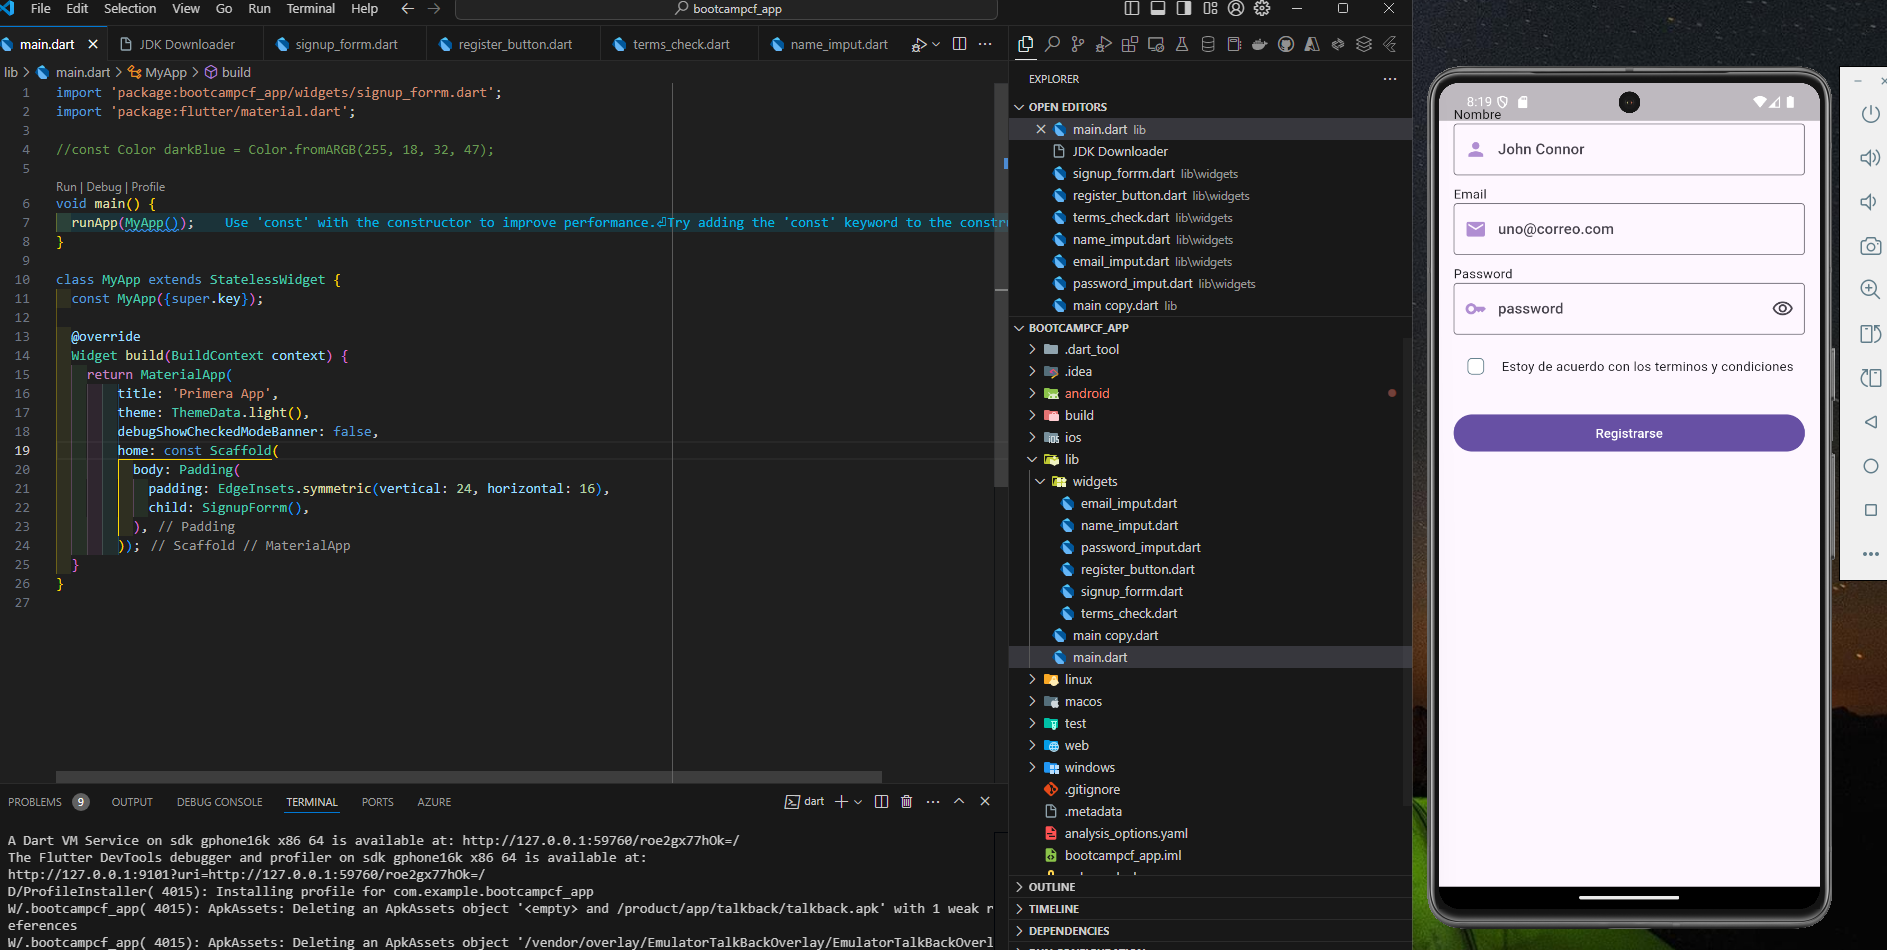 File Edit Selection View Go Run Terminal Help
bootcampcf_app
main.dart
JDK Downloader
signup_forrm.dart
register_button.dart
terms_check.dart
name_imput.dart
lib > main.dart > MyApp > build
1 import 'package:bootcampcf_app/widgets/signup_forrm.dart';
2 import 'package:flutter/material.dart';
3
4 //const Color darkBlue = Color.fromARGB(255, 18, 32, 47);
5
Run | Debug | Profile
6 void main() {
7 runApp(MyApp()); Use 'const' with the constructor to improve performance.⏎Try adding the 'const' keyword to the constr
8 }
9
10 class MyApp extends StatelessWidget {
11 const MyApp({super.key});
12
13 @override
14 Widget build(BuildContext context) {
15 return MaterialApp(
16 title: 'Primera App',
17 theme: ThemeData.light(),
18 debugShowCheckedModeBanner: false,
19 home: const Scaffold(
20 body: Padding(
21 padding: EdgeInsets.symmetric(vertical: 24, horizontal: 16),
22 child: SignupForrm(),
23 ), // Padding
24 )); // Scaffold // MaterialApp
25 }
26 }
27
PROBLEMS 9 OUTPUT DEBUG CONSOLE TERMINAL PORTS AZURE
dart
A Dart VM Service on sdk gphone16k x86 64 is available at: http://127.0.0.1:59760/roe2gx77hOk=/
The Flutter DevTools debugger and profiler on sdk gphone16k x86 64 is available at:
http://127.0.0.1:9101?uri=http://127.0.0.1:59760/roe2gx77hOk=/
D/ProfileInstaller( 4015): Installing profile for com.example.bootcampcf_app
W/.bootcampcf_app( 4015): ApkAssets: Deleting an ApkAssets object '<empty> and /product/app/talkback/talkback.apk' with 1 weak r
eferences
W/.bootcampcf_app( 4015): ApkAssets: Deleting an ApkAssets object '/vendor/overlay/EmulatorTalkBackOverlay/EmulatorTalkBackOverl
EXPLORER
OPEN EDITORS
main.dart lib
JDK Downloader
signup_forrm.dart lib\widgets
register_button.dart lib\widgets
terms_check.dart lib\widgets
name_imput.dart lib\widgets
email_imput.dart lib\widgets
password_imput.dart lib\widgets
main copy.dart lib
BOOTCAMPCF_APP
.dart_tool
.idea
android
build
ios
lib
widgets
email_imput.dart
name_imput.dart
password_imput.dart
register_button.dart
signup_forrm.dart
terms_check.dart
main copy.dart
main.dart
linux
macos
test
web
windows
.gitignore
.metadata
analysis_options.yaml
bootcampcf_app.iml
OUTLINE
TIMELINE
DEPENDENCIES
8:19
Nombre
John Connor
Email
uno@correo.com
Password
password
Estoy de acuerdo con los terminos y condiciones
Registrarse